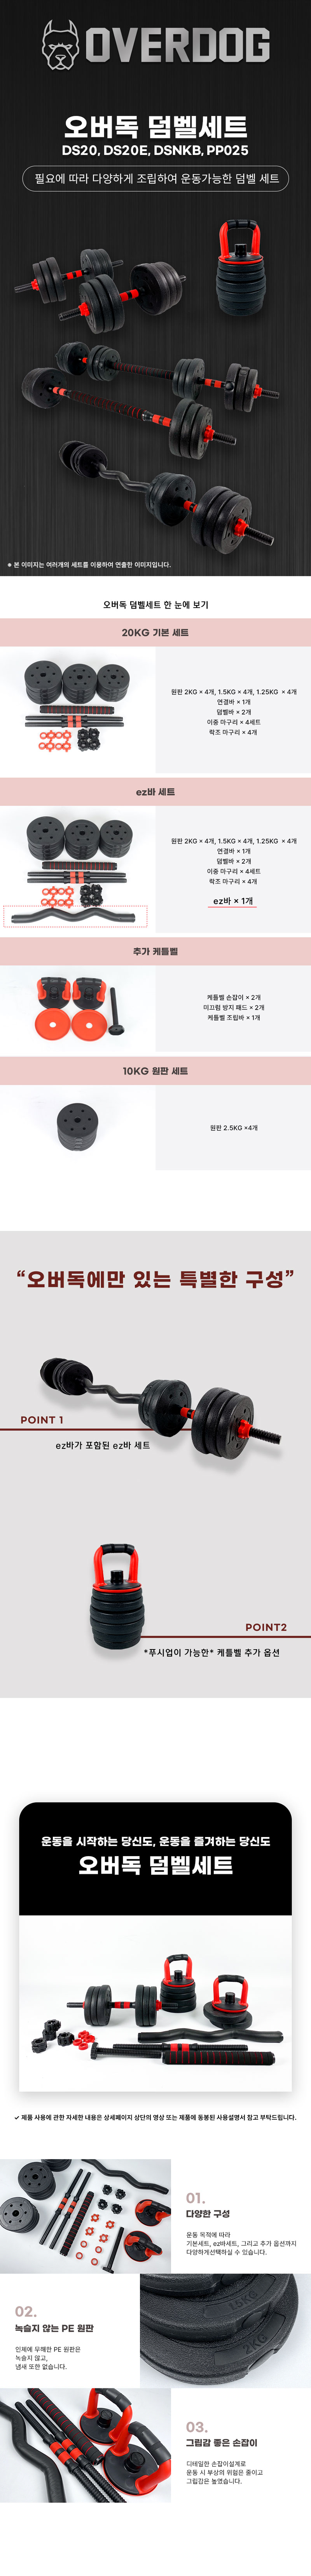 OVERDOG
오버독 덤벨세트
DS20, DS20E, DSNKB, PP025
필요에 따라 다양하게 조립하여 운동가능한 덤벨 세트
※ 본 이미지는 여러개의 세트를 이용하여 연출한 이미지입니다.
오버독 덤벨세트 한 눈에 보기
20KG 기본 세트
원판 2KG × 4개, 1.5KG × 4개, 1.25KG × 4개
연결바 × 1개
덤벨바 × 2개
이중 마구리 × 4세트
락조 마구리 × 4개
ez바 세트
원판 2KG × 4개, 1.5KG × 4개, 1.25KG × 4개
연결바 × 1개
덤벨바 × 2개
이중 마구리 × 4세트
락조 마구리 × 4개
ez바 × 1개
추가 케틀벨
케틀벨 손잡이 × 2개
미끄럼 방지 패드 × 2개
케틀벨 조립바 × 1개
10KG 원판 세트
원판 2.5KG ×4개
“오버독에만 있는 특별한 구성”
POINT 1
ez바가 포함된 ez바 세트
POINT2
*푸시업이 가능한* 케틀벨 추가 옵션
운동을 시작하는 당신도, 운동을 즐겨하는 당신도
오버독 덤벨세트
✓ 제품 사용에 관한 자세한 내용은 상세페이지 상단의 영상 또는 제품에 동봉된 사용설명서 참고 부탁드립니다.
01.
다양한 구성
운동 목적에 따라
기본세트, ez바세트, 그리고 추가 옵션까지
다양하게선택하실 수 있습니다.
02.
녹슬지 않는 PE 원판
인체에 무해한 PE 원판은
녹슬지 않고,
냄새 또한 없습니다.
1.5KG
2KG
03.
그립감 좋은 손잡이
디테일한 손잡이설계로
운동 시 부상의 위험은 줄이고
그립감은 높였습니다.